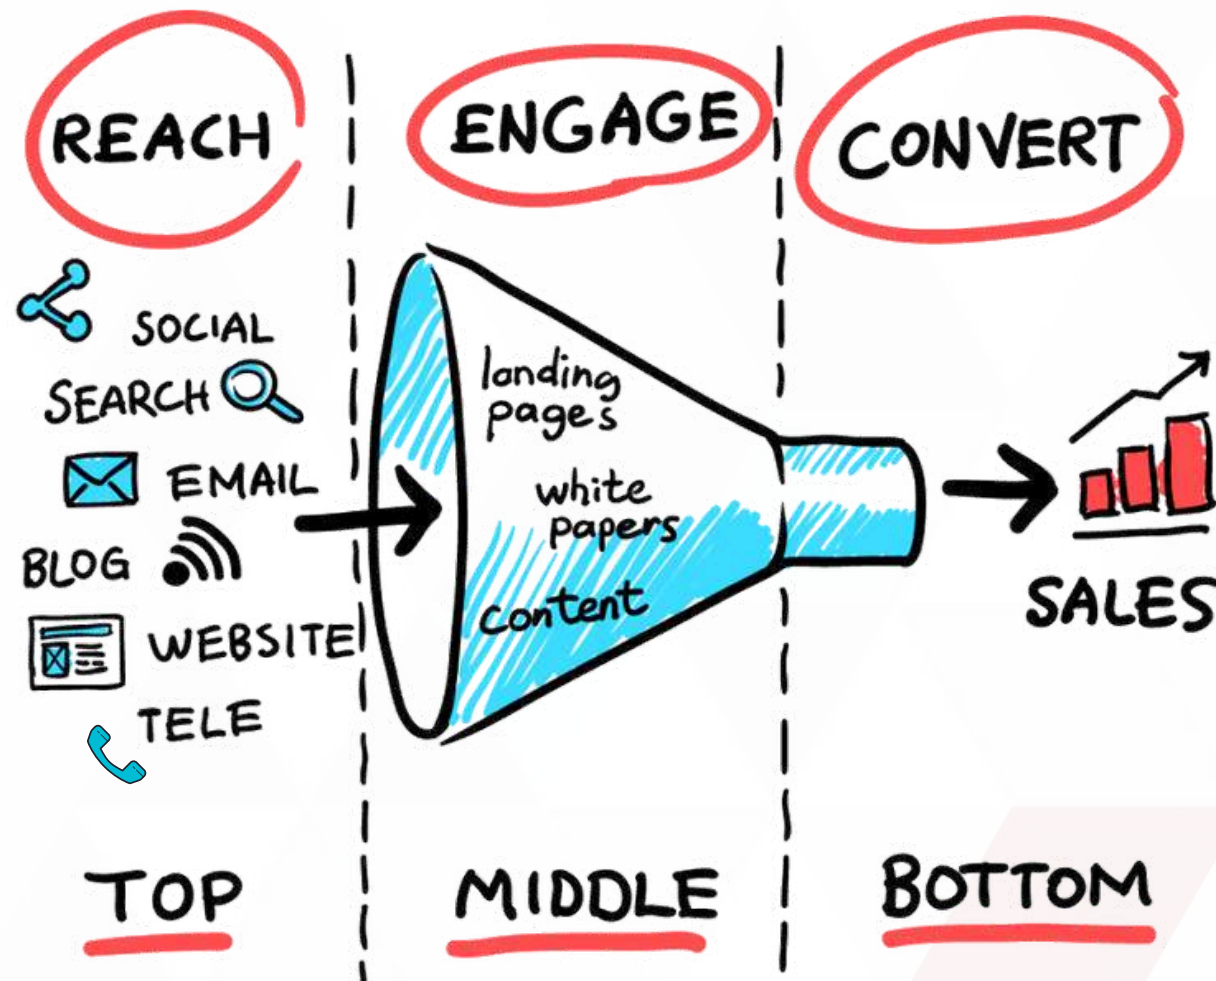 REACH
ENGAGE
CONVERT
SOCIAL
SEARCH
EMAIL
BLOG
WEBSITE
TELE
landing
pages
white
papers
content
SALES
TOP
MIDDLE
BOTTOM